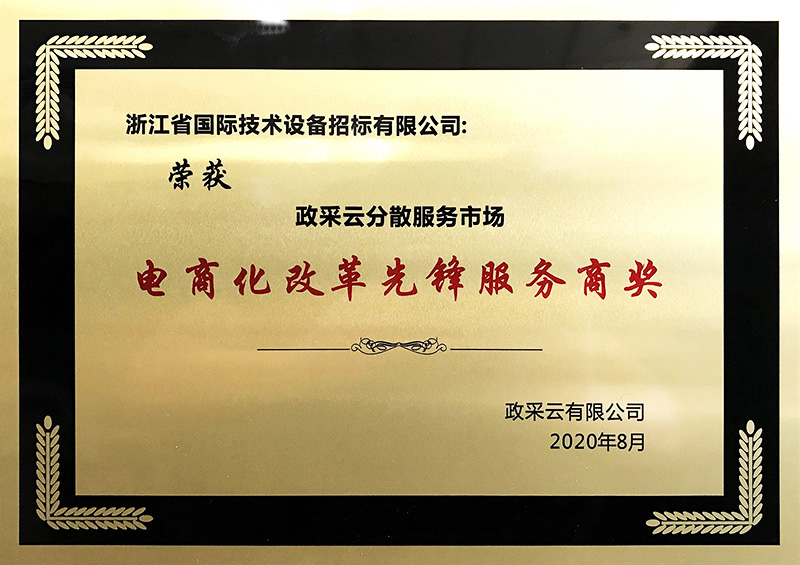 浙江省国际技术设备招标有限公司:
荣获
政采云分散服务市场
电商化改革先锋服务商奖
政采云有限公司
2020年8月